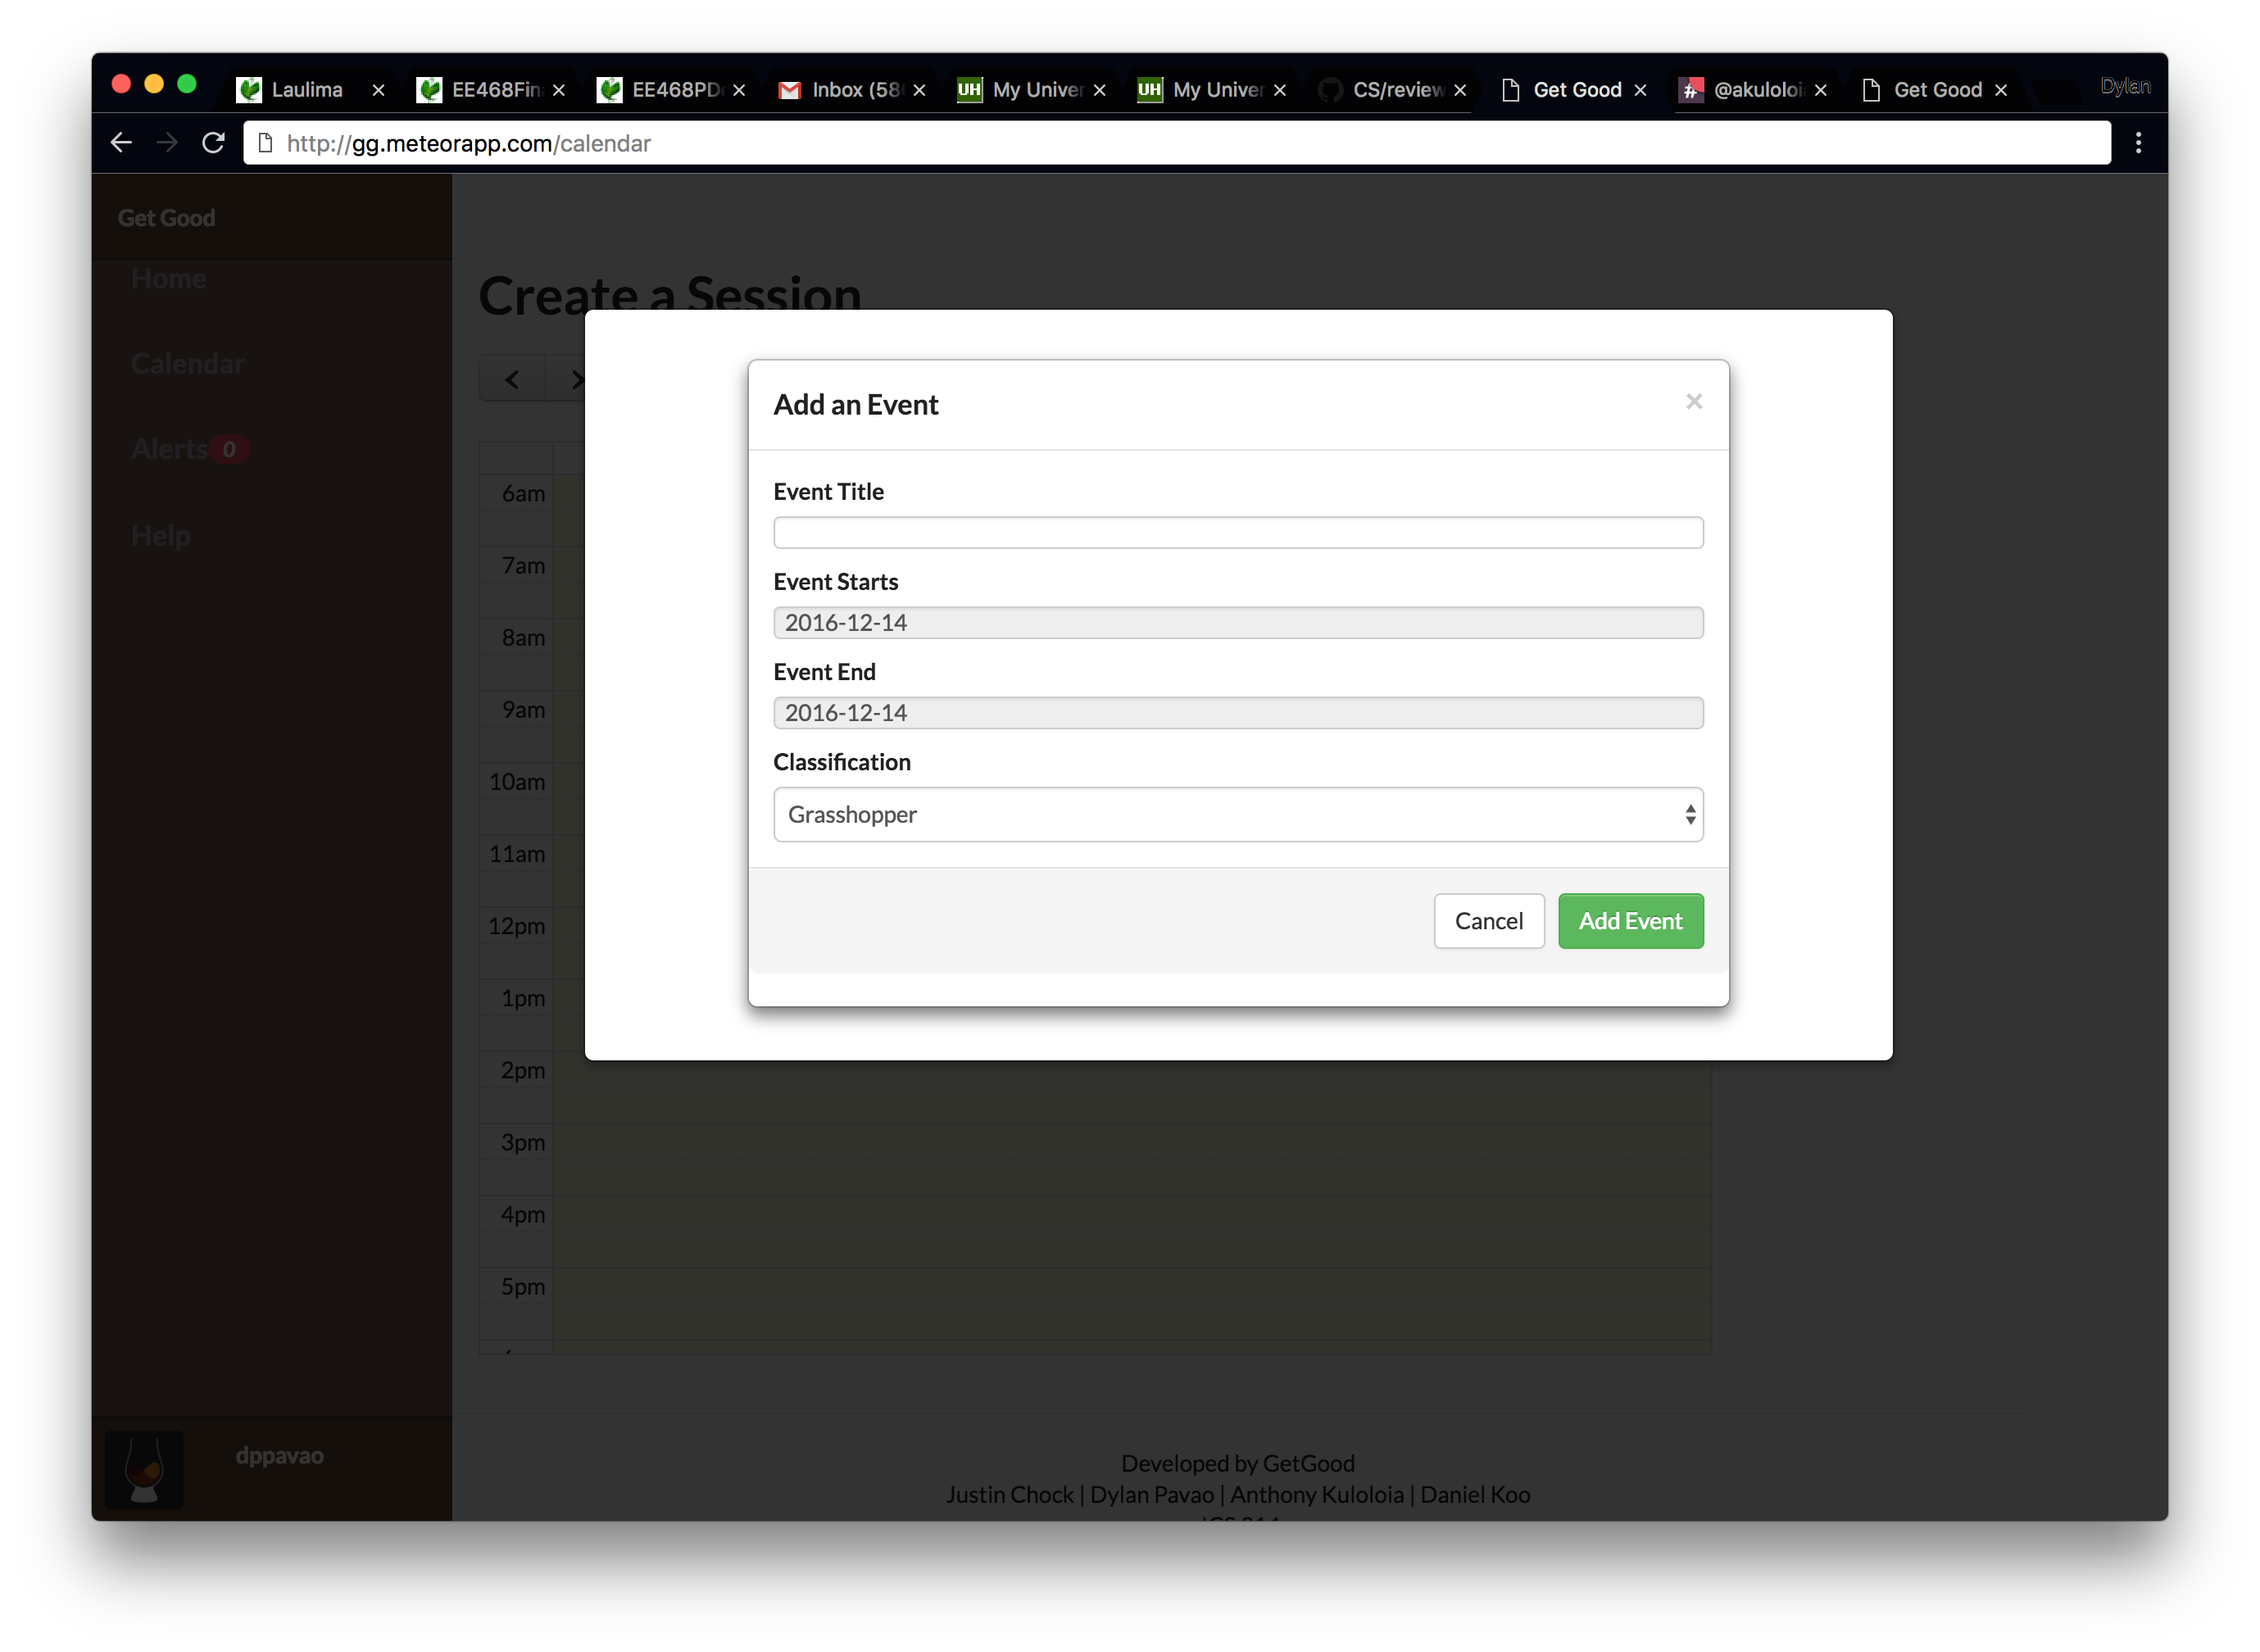 Laulima
EE468Fin
EE468PD
Inbox (58
My Univer
My Univer
CS/review
Get Good
@akuloloi
Get Good
Dylan
http://gg.meteorapp.com/calendar
Get Good
Home
Calendar
Alerts 0
Help
Create a Session
Add an Event
×
Event Title
Event Starts
2016-12-14
Event End
2016-12-14
Classification
Grasshopper
Cancel
Add Event
6am
7am
8am
9am
10am
11am
12pm
1pm
2pm
3pm
4pm
5pm
dppavao
Developed by GetGood
Justin Chock | Dylan Pavao | Anthony Kuloloia | Daniel Koo